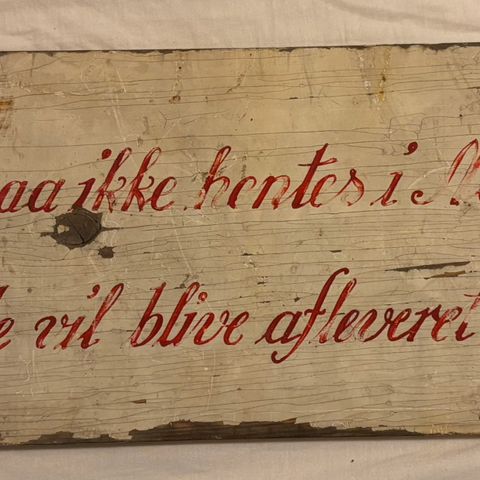 aa ikke hentes i
vil blive afleveret